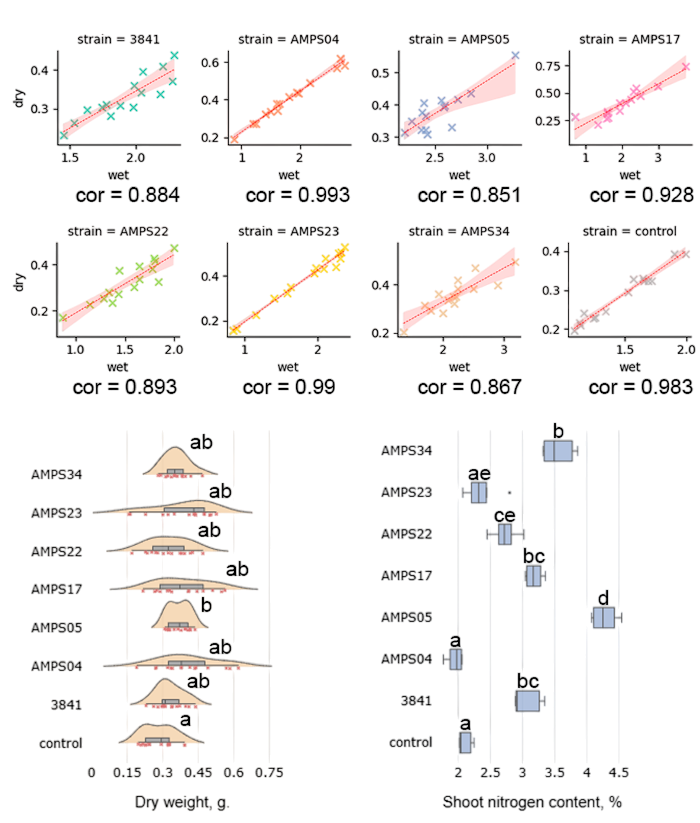 strain = 3841
strain = AMPS04
strain = AMPS05
strain = AMPS17
dry
0.4
0.3
1.5 2.0
wet
cor = 0.884
0.6
0.4
0.2
1 2
wet
cor = 0.993
0.5
0.4
0.3
2.5 3.0
wet
cor = 0.851
0.75
0.50
0.25
1 2 3
wet
cor = 0.928
strain = AMPS22
strain = AMPS23
strain = AMPS34
strain = control
dry
0.4
0.2
1.0 1.5 2.0
wet
cor = 0.893
0.4
0.2
1 2
wet
cor = 0.99
0.4
0.2
2 3
wet
cor = 0.867
0.4
0.3
0.2
1.5 2.0
wet
cor = 0.983
AMPS34 ab
AMPS23 ab
AMPS22 ab
AMPS17 ab
AMPS05 b
AMPS04 ab
3841 ab
control a
0 0.15 0.3 0.45 0.6 0.75
Dry weight, g.
AMPS34 b
AMPS23 ae
AMPS22 ce
AMPS17 bc
AMPS05 d
AMPS04 a
3841 bc
control a
2 2.5 3 3.5 4 4.5
Shoot nitrogen content, %